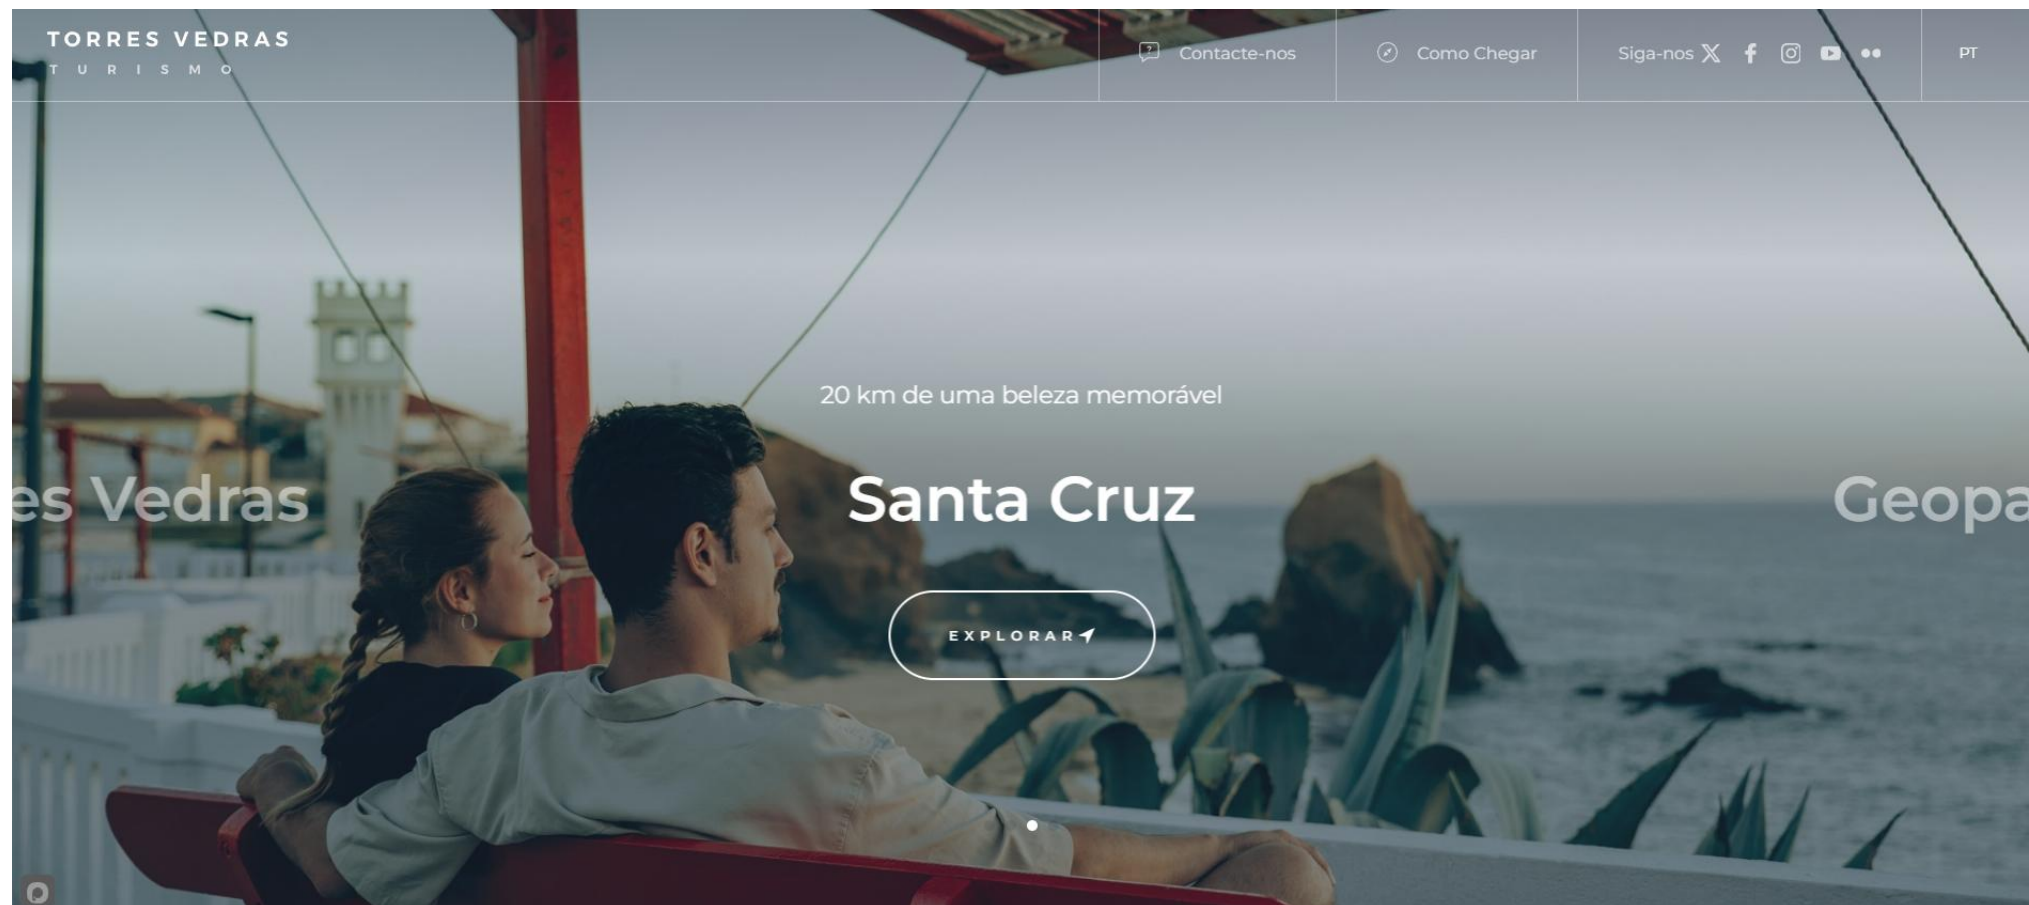 TORRES VEDRAS
TURISMO
Contacte-nos
Como Chegar
Siga-nos
PT
20 km de uma beleza memorável
es Vedras
Santa Cruz
Geopa
EXPLORAR